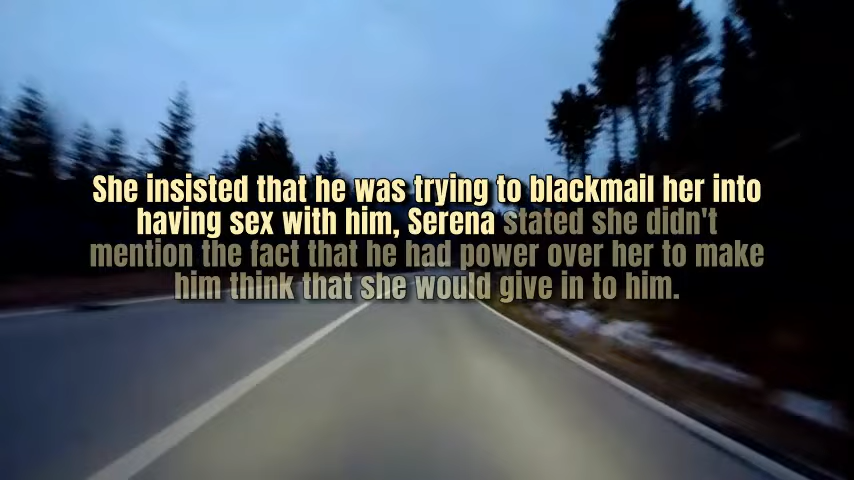 She insisted that he was trying to blackmail her into
having sex with him, Serena stated she didn't
mention the fact that he had power over her to make
him think that she would give in to him.